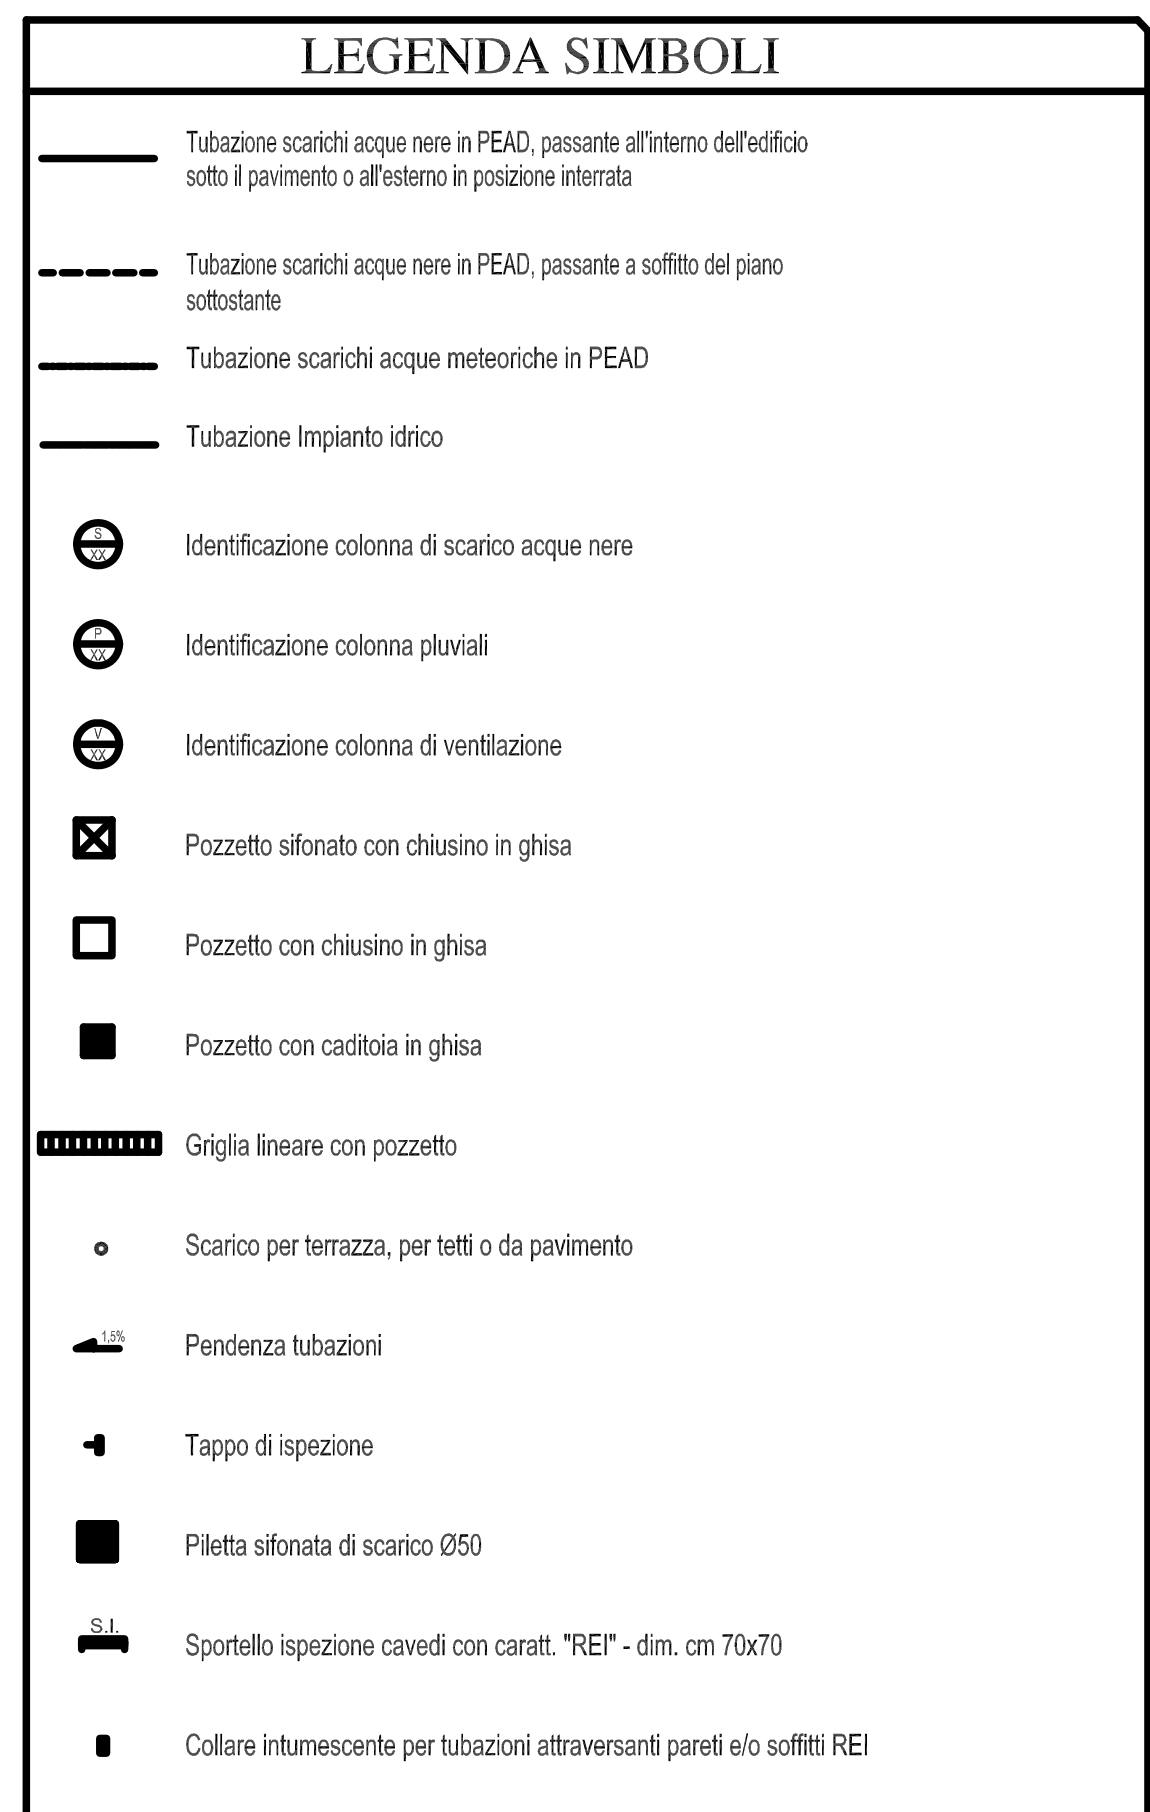 LEGENDA SIMBOLI
Tubazione scarichi acque nere in PEAD, passante all'interno dell'edificio
sotto il pavimento o all'esterno in posizione interrata
Tubazione scarichi acque nere in PEAD, passante a soffitto del piano
sottostante
Tubazione scarichi acque meteoriche in PEAD
Tubazione Impianto idrico
S
XX
Identificazione colonna di scarico acque nere
P
XX
Identificazione colonna pluviali
V
XX
Identificazione colonna di ventilazione
Pozzetto sifonato con chiusino in ghisa
Pozzetto con chiusino in ghisa
Pozzetto con caditoia in ghisa
Griglia lineare con pozzetto
Scarico per terrazza, per tetti o da pavimento
1,5%
Pendenza tubazioni
Tappo di ispezione
Piletta sifonata di scarico Ø50
S.I.
Sportello ispezione cavedi con caratt. "REI" - dim. cm 70x70
Collare intumescente per tubazioni attraversanti pareti e/o soffitti REI